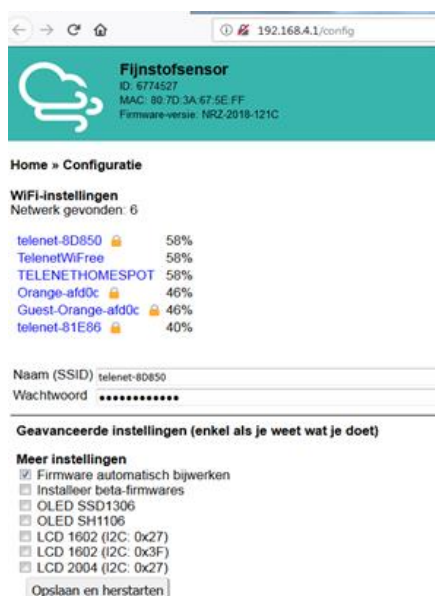 192.168.4.1/config
Fijnstofsensor
ID: 6774527
MAC: 80:7D:3A:67:5E:FF
Firmware-versie: NRZ-2018-121C
Home » Configuratie
WiFi-instellingen
Netwerk gevonden: 6
telenet-8D850 58%
TelenetWiFree 58%
TELENETHOMESPOT 58%
Orange-afd0c 46%
Guest-Orange-afd0c 46%
telenet-81E86 40%
Naam (SSID) telenet-8D850
Wachtwoord ••••••••••••
Geavanceerde instellingen (enkel als je weet wat je doet)
Meer instellingen
Firmware automatisch bijwerken
Installeer beta-firmwares
OLED SSD1306
OLED SH1106
LCD 1602 (I2C: 0x27)
LCD 1602 (I2C: 0x3F)
LCD 2004 (I2C: 0x27)
Opslaan en herstarten